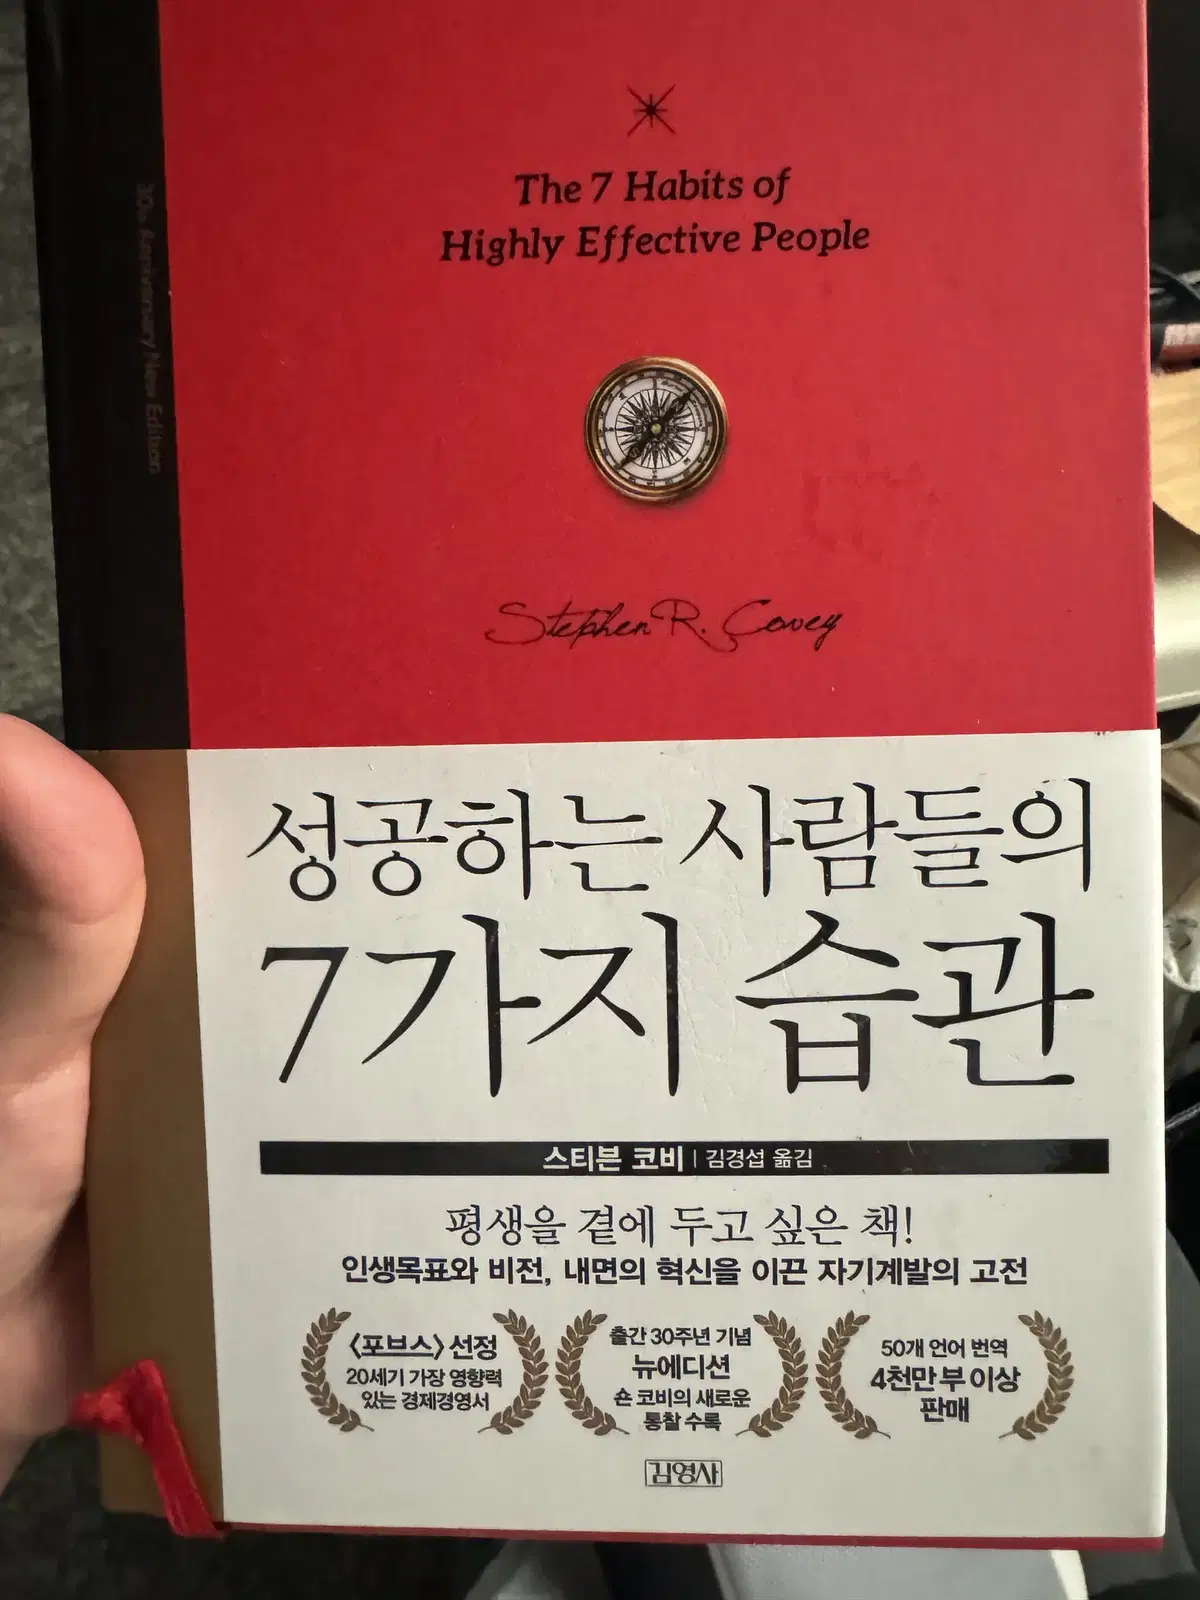 30th Anniversary New Edition
The 7 Habits of
Highly Effective People
Stephen R. Covey
성공하는 사람들의
7가지 습관
스티븐 코비 | 김경섭 옮김
평생을 곁에 두고 싶은 책!
인생목표와 비전, 내면의 혁신을 이끈 자기계발의 고전
〈포브스〉 선정
20세기 가장 영향력
있는 경제경영서
출간 30주년 기념
뉴에디션
숀 코비의 새로운
통찰 수록
50개 언어 번역
4천만 부 이상
판매
김영사